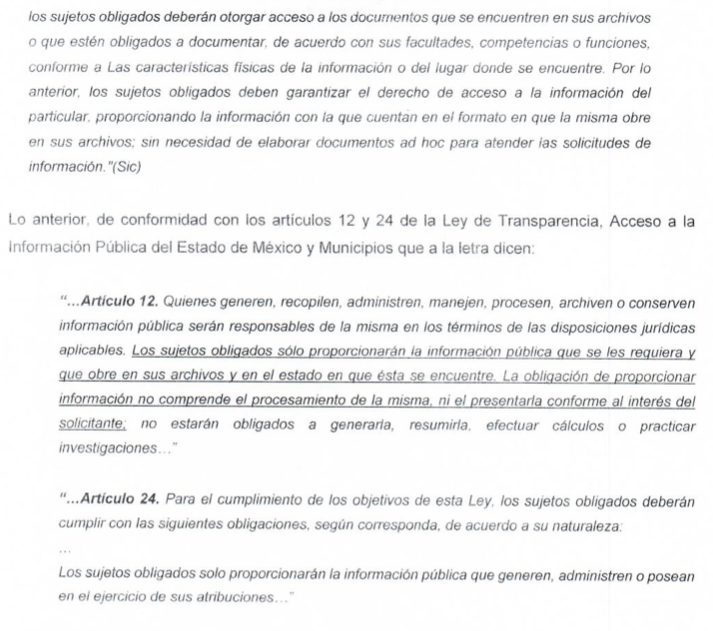 los sujetos obligados deberán otorgar acceso a los documentos que se encuentren en sus archivos
o que estén obligados a documentar, de acuerdo con sus facultades, competencias o funciones,
conforme a Las características físicas de la información o del lugar donde se encuentre. Por lo
anterior, los sujetos obligados deben garantizar el derecho de acceso a la información del
particular, proporcionando la información con la que cuentan en el formato en que la misma obre
en sus archivos; sin necesidad de elaborar documentos ad hoc para atender las solicitudes de
información."(Sic)
Lo anterior, de conformidad con los artículos 12 y 24 de la Ley de Transparencia, Acceso a la
Información Pública del Estado de México y Municipios que a la letra dicen:
"...Artículo 12. Quienes generen, recopilen, administren, manejen, procesen, archiven o conserven
información pública serán responsables de la misma en los términos de las disposiciones jurídicas
aplicables. Los sujetos obligados sólo proporcionarán la información pública que se les requiera y
que obre en sus archivos y en el estado en que ésta se encuentre. La obligación de proporcionar
información no comprende el procesamiento de la misma, ni el presentarla conforme al interés del
solicitante; no estarán obligados a generarla, resumirla, efectuar cálculos o practicar
investigaciones..."
"...Artículo 24. Para el cumplimiento de los objetivos de esta Ley, los sujetos obligados deberán
cumplir con las siguientes obligaciones, según corresponda, de acuerdo a su naturaleza:
...
Los sujetos obligados solo proporcionarán la información pública que generen, administren o posean
en el ejercicio de sus atribuciones..."